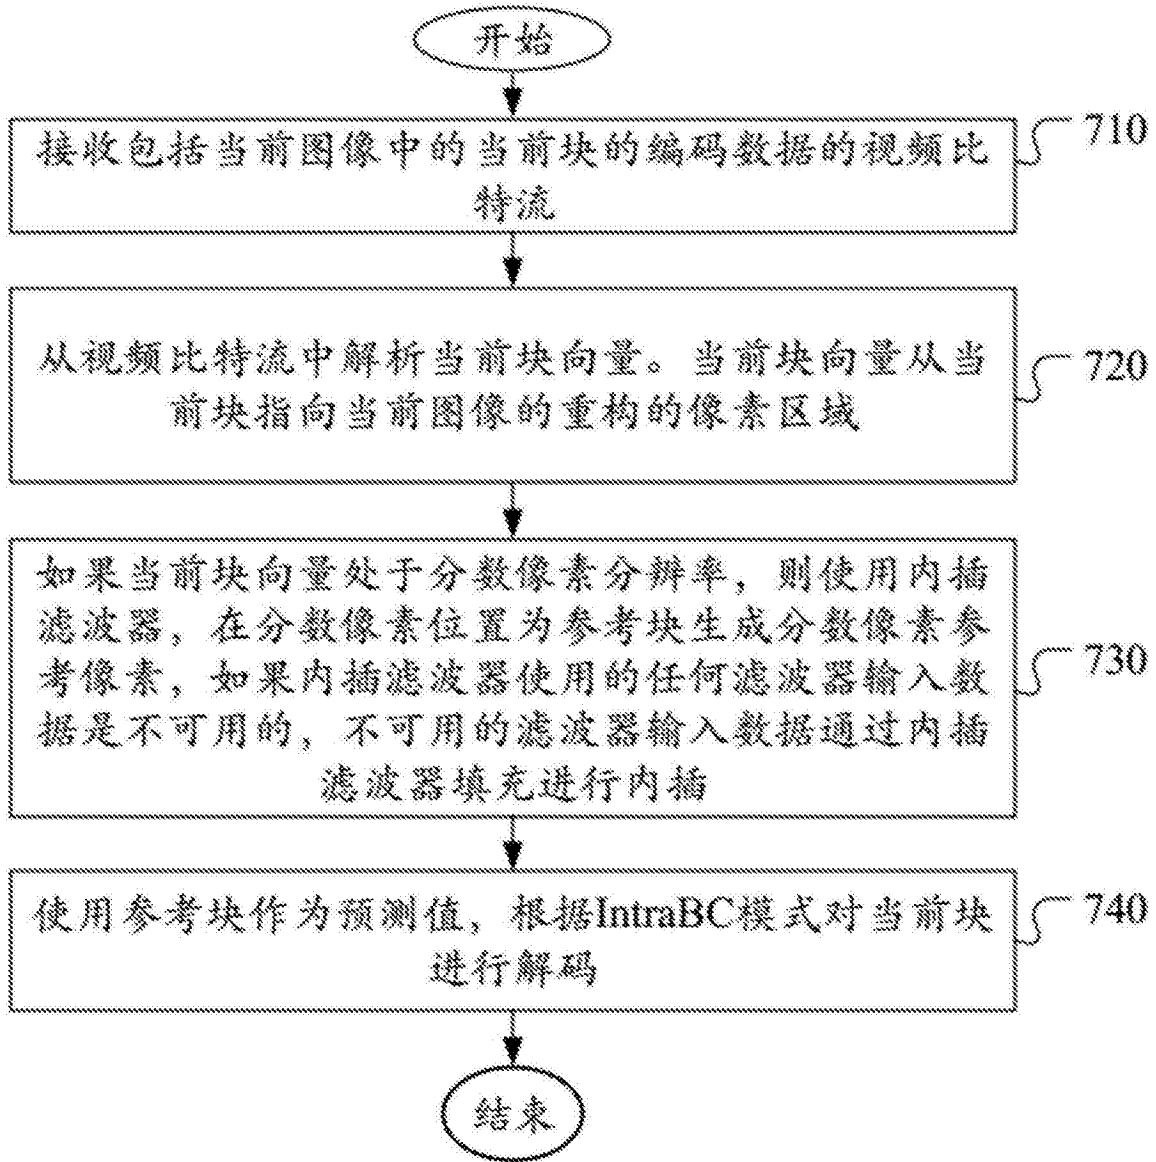 开始
接收包括当前图像中的当前块的编码数据的视频比
特流
710
从视频比特流中解析当前块向量。当前块向量从当
前块指向当前图像的重构的像素区域
720
如果当前块向量处于分数像素分辨率，则使用内插
滤波器，在分数像素位置为参考块生成分数像素参
考像素，如果内插滤波器使用的任何滤波器输入数
据是不可用的，不可用的滤波器输入数据通过内插
滤波器填充进行内插
730
使用参考块作为预测值，根据IntraBC模式对当前块
进行解码
740
结束